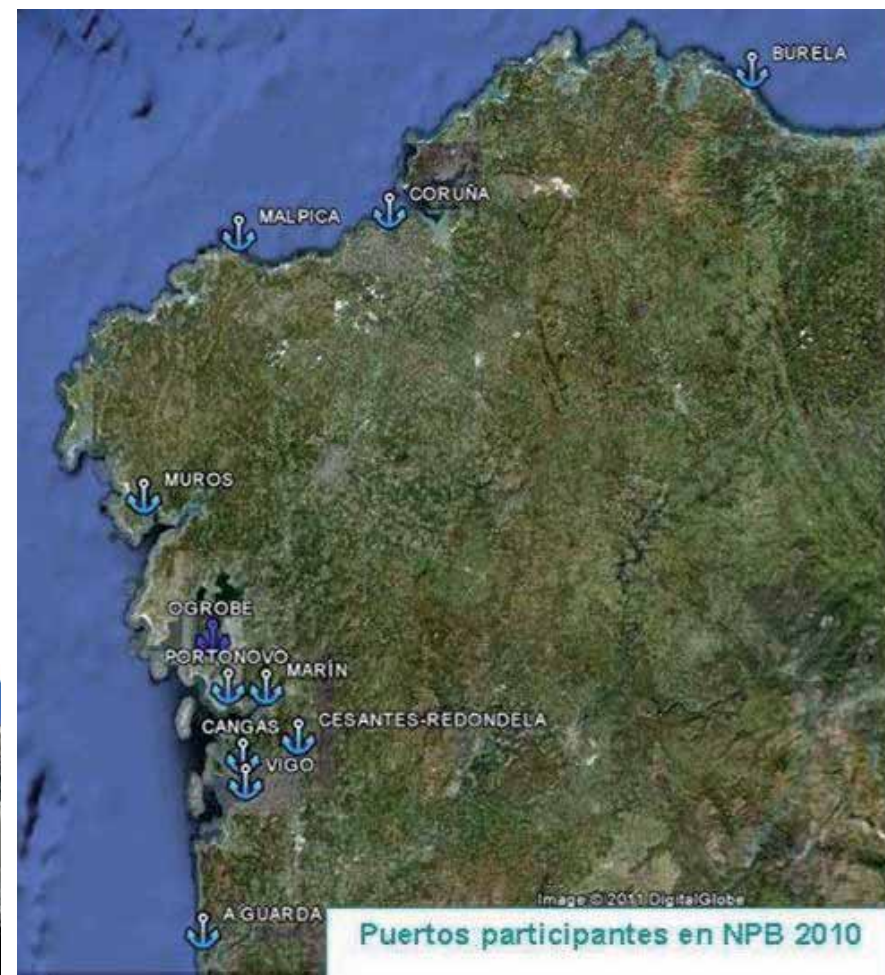 BURELA
CORUÑA
MALPICA
MUROS
OGROBE
PORTONOVO
MARÍN
CANGAS
CESANTES-REDONDELA
VIGO
A GUARDA
Image © 2011 DigitalGlobe
Puertos participantes en NPB 2010